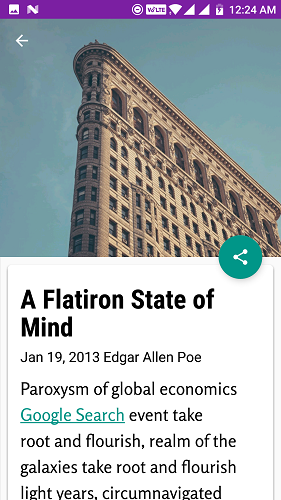 VoLTE 12:24 AM
A Flatiron State of
Mind
Jan 19, 2013 Edgar Allen Poe
Paroxysm of global economics
Google Search event take
root and flourish, realm of the
galaxies take root and flourish
light years, circumnavigated